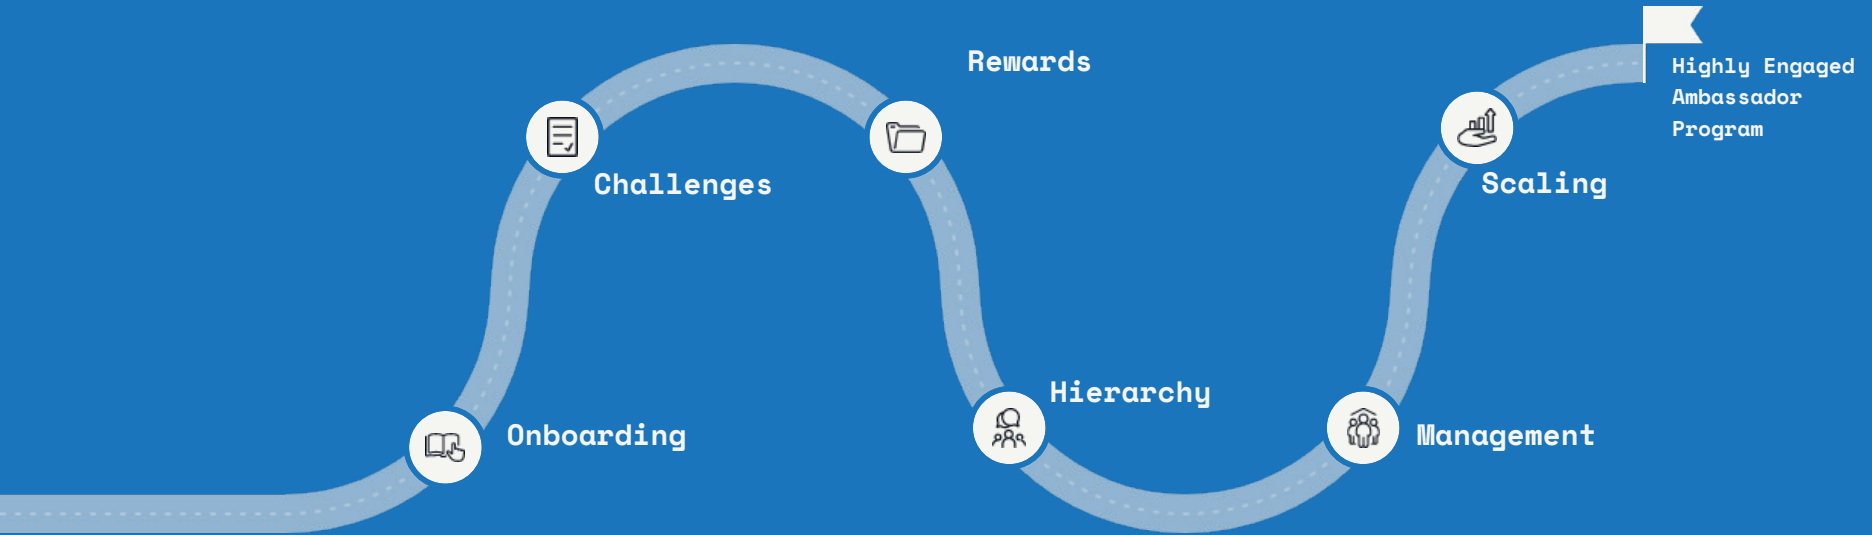 Rewards
Highly Engaged
Ambassador
Program
Challenges
Scaling
Hierarchy
Onboarding
Management